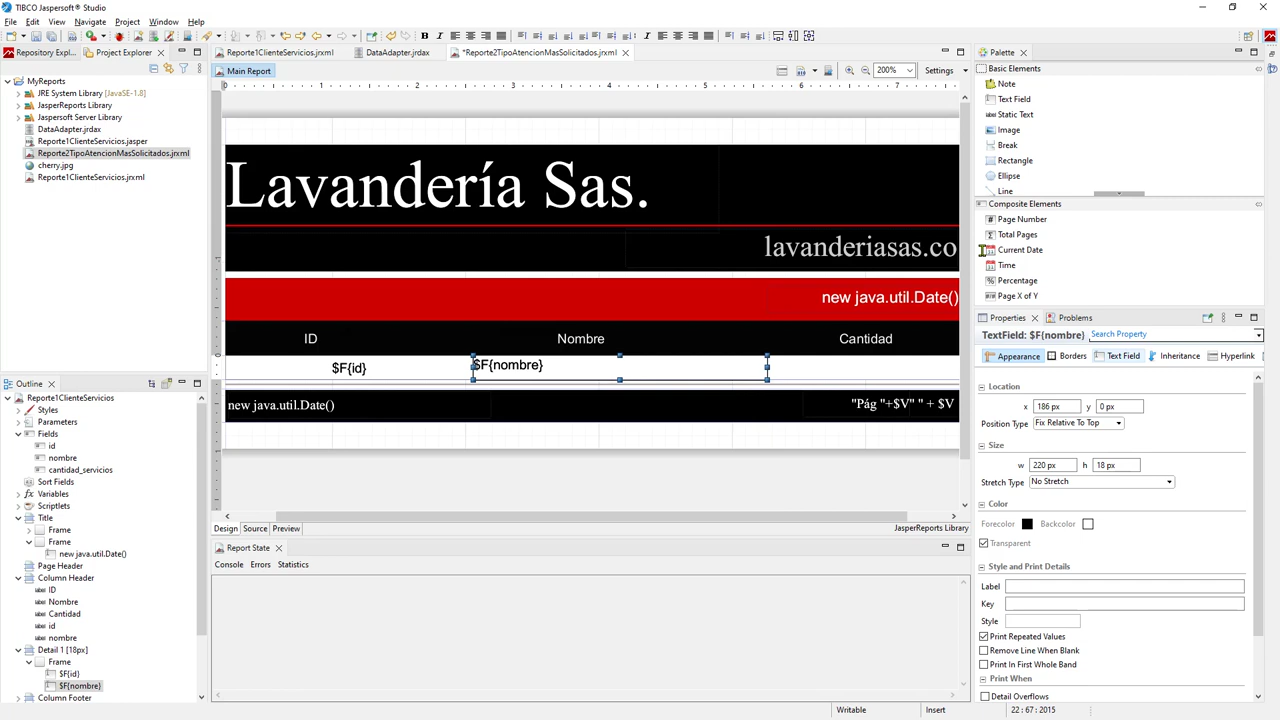 TIBCO Jaspersoft® Studio
File Edit View Navigate Project Window Help
Repository Expl... Project Explorer
Reporte1ClienteServicios.jrxml DataAdapter.jrdax *Reporte2TipoAtencionMasSolicitados.jrxml
Main Report 200% Settings
MyReports
JRE System Library [JavaSE-1.8]
JasperReports Library
Jaspersoft Server Library
DataAdapter.jrdax
Reporte1ClienteServicios.jasper
Reporte2TipoAtencionMasSolicitados.jrxml
cherry.jpg
Reporte1ClienteServicios.jrxml
0 1 2 3 4 5 6
Lavandería Sas.
lavanderiasas.co
new java.util.Date()
ID Nombre Cantidad
$F{id} $F{nombre}
new java.util.Date() "Pág "+$V" " + $V
Design Source Preview JasperReports Library
Report State
Console Errors Statistics
Outline
Reporte1ClienteServicios
Styles
Parameters
Fields
id
nombre
cantidad_servicios
Sort Fields
Variables
Scriptlets
Title
Frame
Frame
new java.util.Date()
Page Header
Column Header
ID
Nombre
Cantidad
id
nombre
Detail 1 [18px]
Frame
$F{id}
$F{nombre}
Column Footer
Palette
Basic Elements
Note
Text Field
Static Text
Image
Break
Rectangle
Ellipse
Line
Composite Elements
Page Number
Total Pages
Current Date
Time
Percentage
Page X of Y
Properties Problems
TextField: $F{nombre} Search Property
Appearance Borders Text Field Inheritance Hyperlink
Location
x 186 px y 0 px
Position Type Fix Relative To Top
Size
w 220 px h 18 px
Stretch Type No Stretch
Color
Forecolor Backcolor
Transparent
Style and Print Details
Label
Key
Style
Print Repeated Values
Remove Line When Blank
Print In First Whole Band
Print When
Detail Overflows
Writable Insert 22 : 67 : 2015